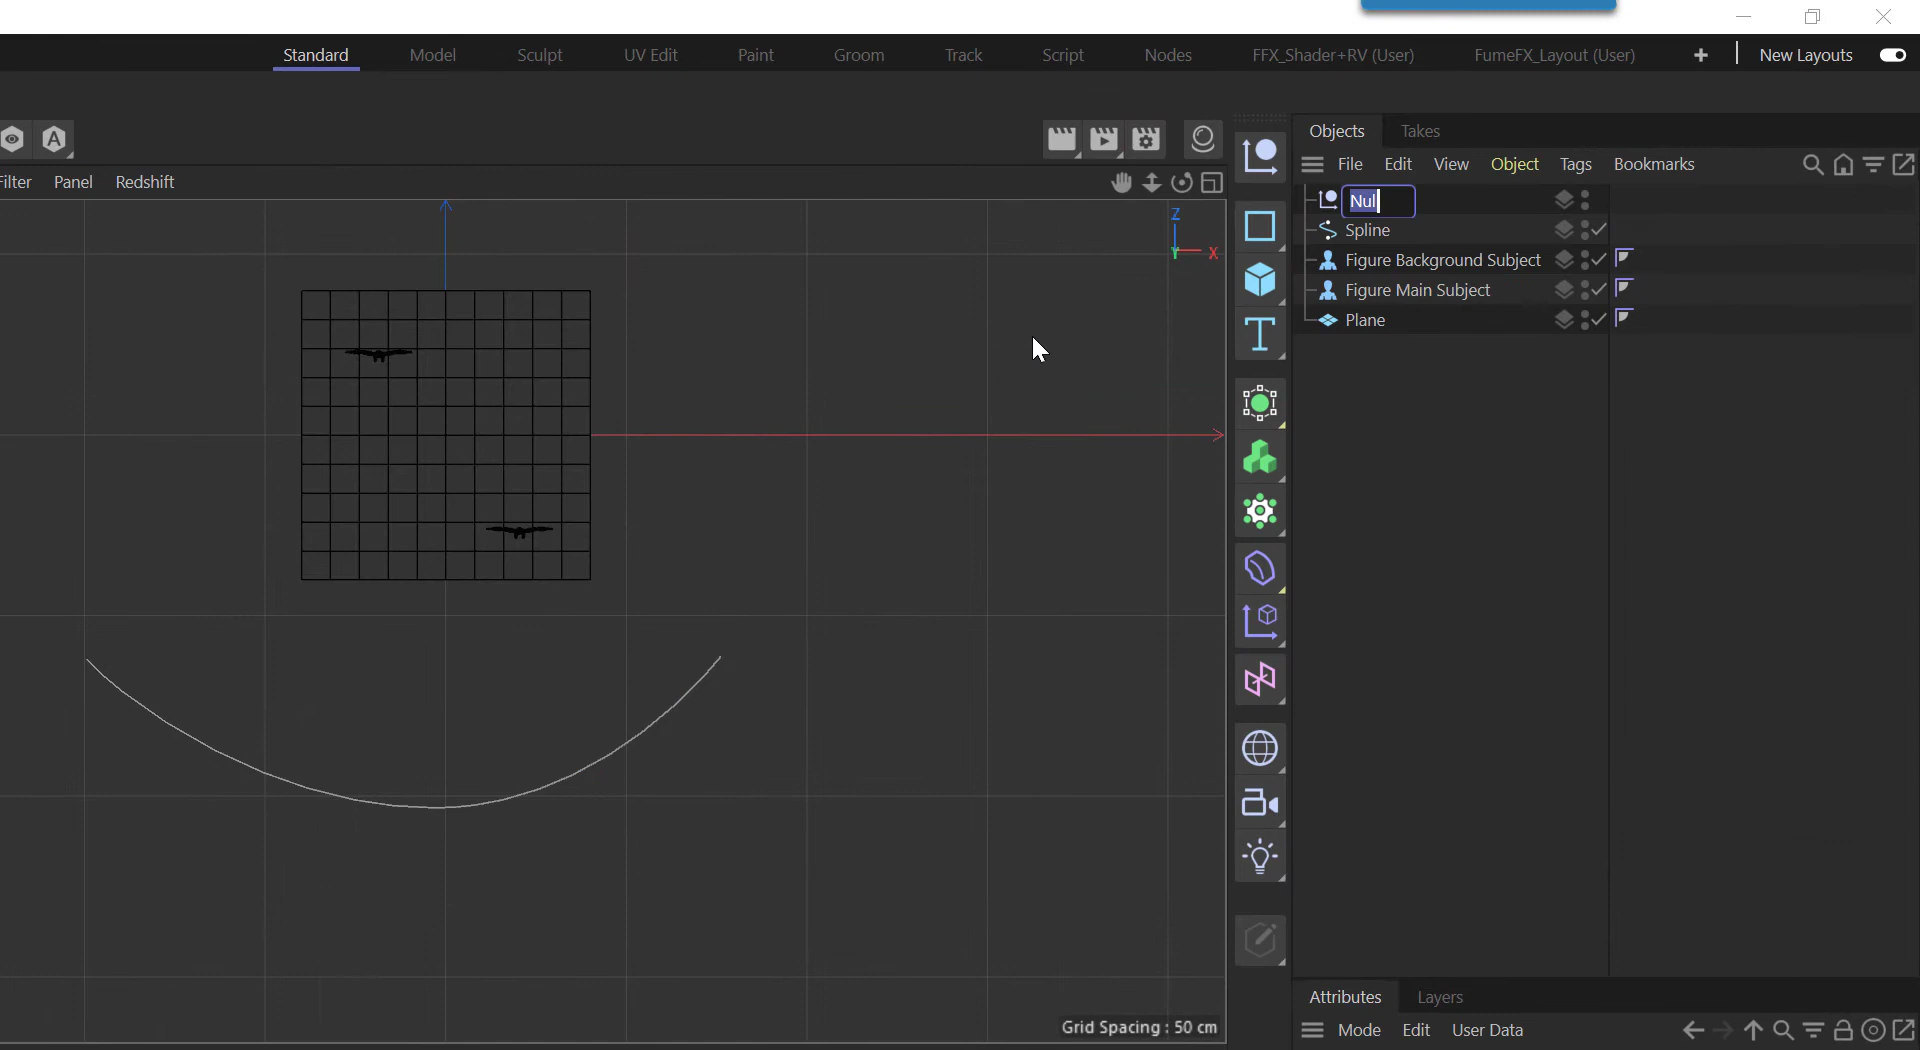 Standard Model Sculpt UV Edit Paint Groom Track Script Nodes FFX_Shader+RV (User) FumeFX_Layout (User) + New Layouts
Objects Takes
File Edit View Object Tags Bookmarks
Filter Panel Redshift
Nul
Spline
Figure Background Subject
Figure Main Subject
Plane
Z
Y X
Grid Spacing : 50 cm
Attributes Layers
Mode Edit User Data